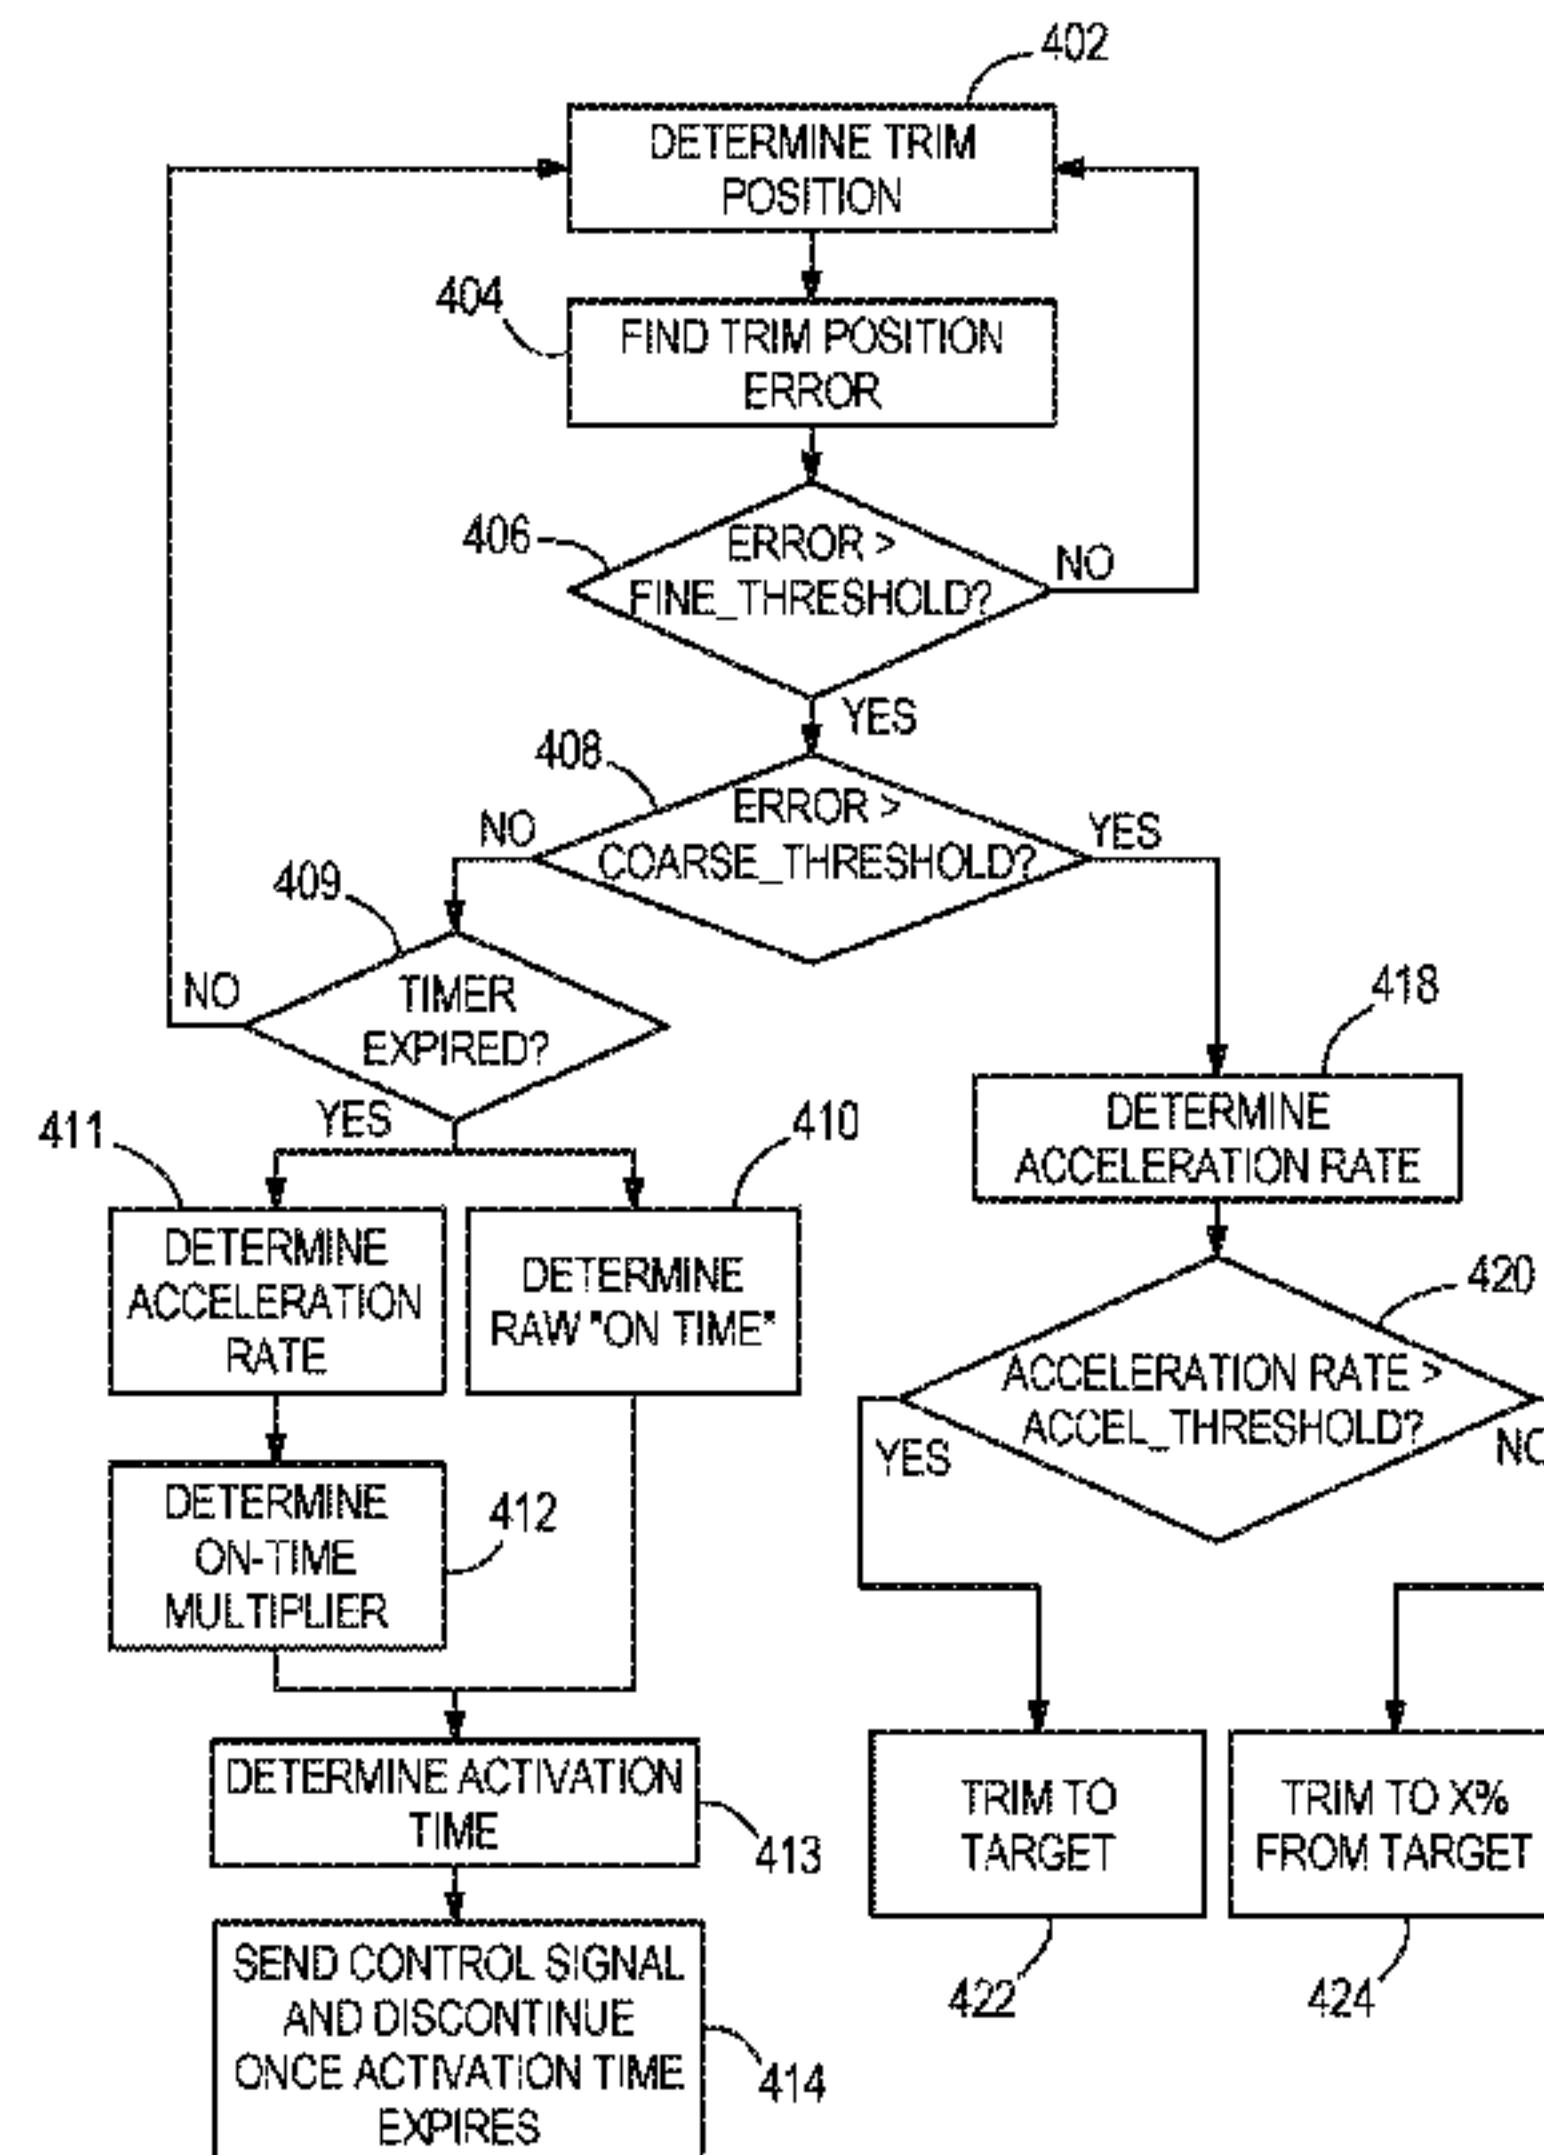 402
DETERMINE TRIM
POSITION
404
FIND TRIM POSITION
ERROR
406
ERROR >
FINE_THRESHOLD?
NO
YES
408
ERROR >
COARSE_THRESHOLD?
NO
YES
409
TIMER
EXPIRED?
NO
YES
418
DETERMINE
ACCELERATION RATE
411
410
DETERMINE
ACCELERATION
RATE
DETERMINE
RAW "ON TIME"
420
ACCELERATION RATE >
ACCEL_THRESHOLD?
YES
NO
DETERMINE
ON-TIME
MULTIPLIER
412
DETERMINE ACTIVATION
TIME
413
TRIM TO
TARGET
422
TRIM TO X%
FROM TARGET
424
SEND CONTROL SIGNAL
AND DISCONTINUE
ONCE ACTIVATION TIME
EXPIRES
414